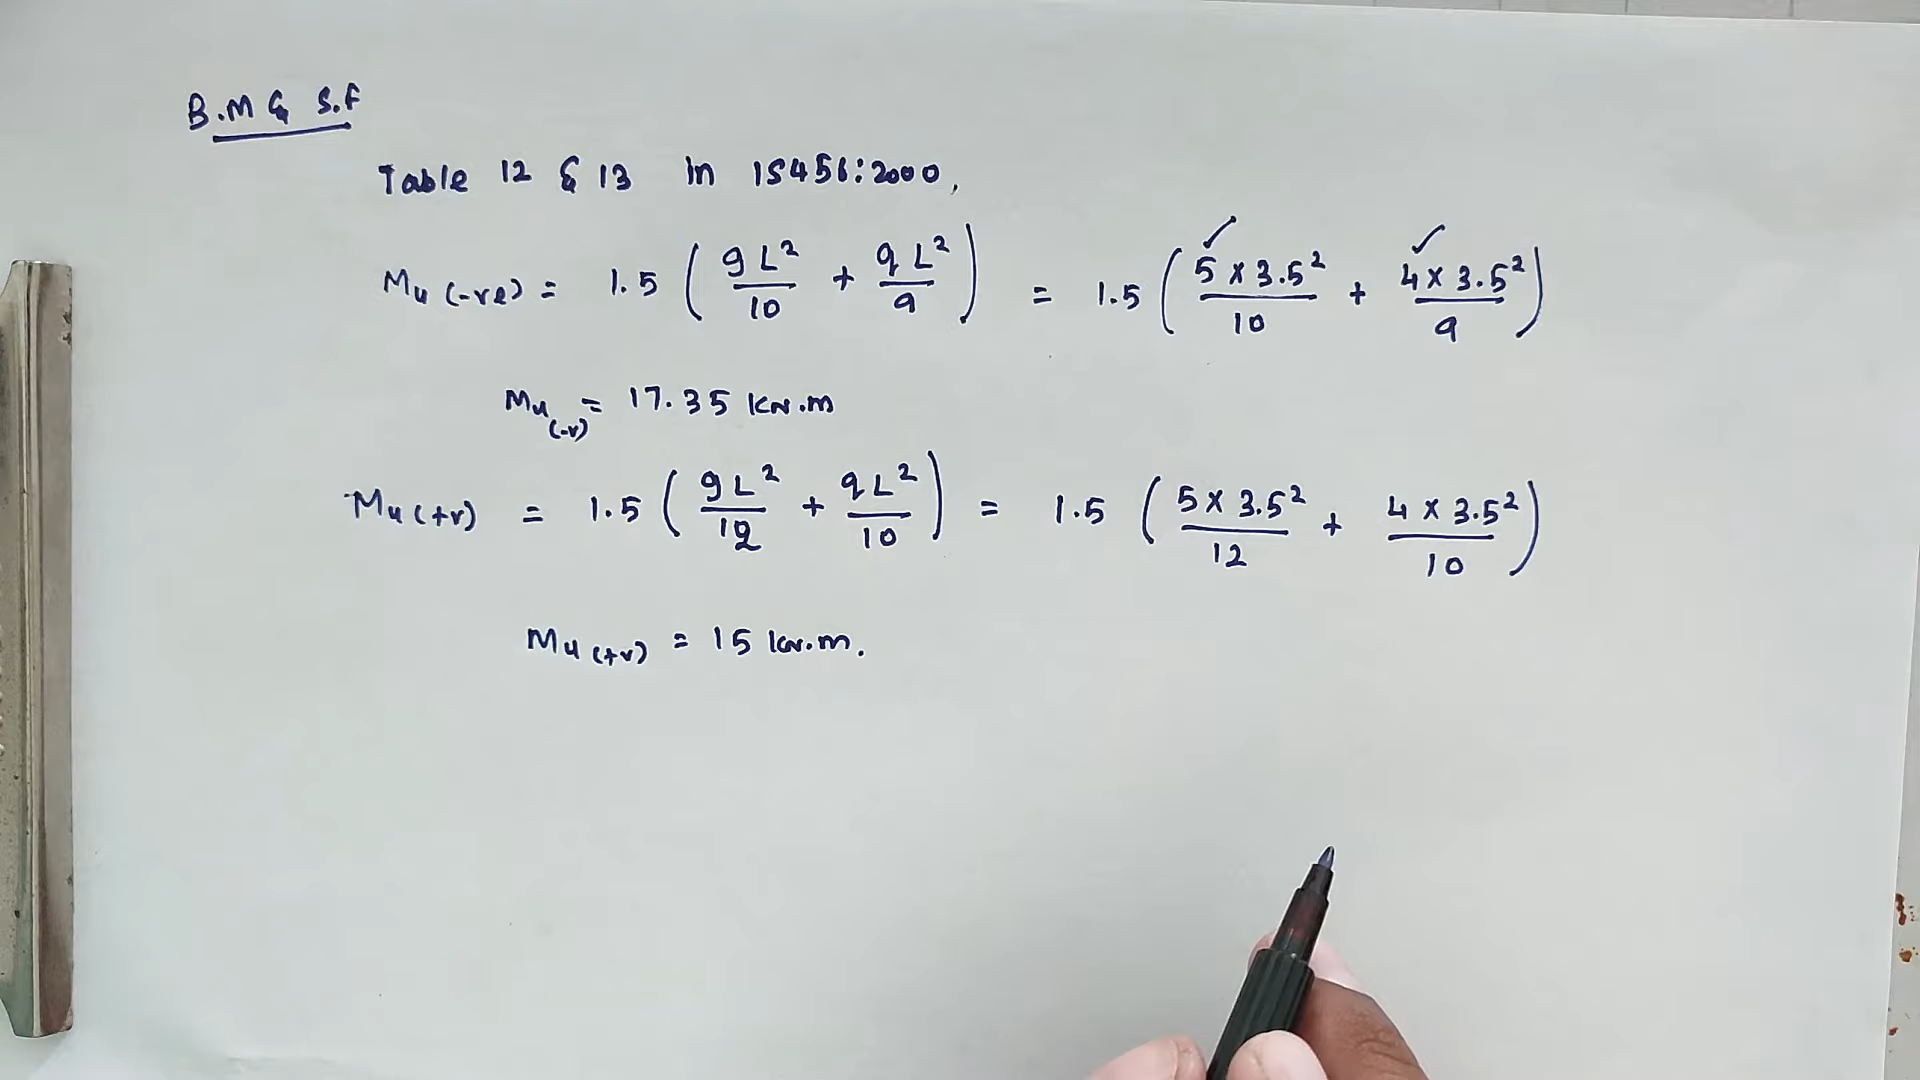 B.M & S.F
Table 12 & 13 in IS456:2000,
Mu (-ve) = 1.5 ( gL²/10 + qL²/9 ) = 1.5 ( 5 x 3.5²/10 + 4 x 3.5²/9 )
Mu (-v) = 17.35 KN.m
Mu (+v) = 1.5 ( gL²/12 + qL²/10 ) = 1.5 ( 5 x 3.5²/12 + 4 x 3.5²/10 )
Mu (+v) = 15 KN.m.